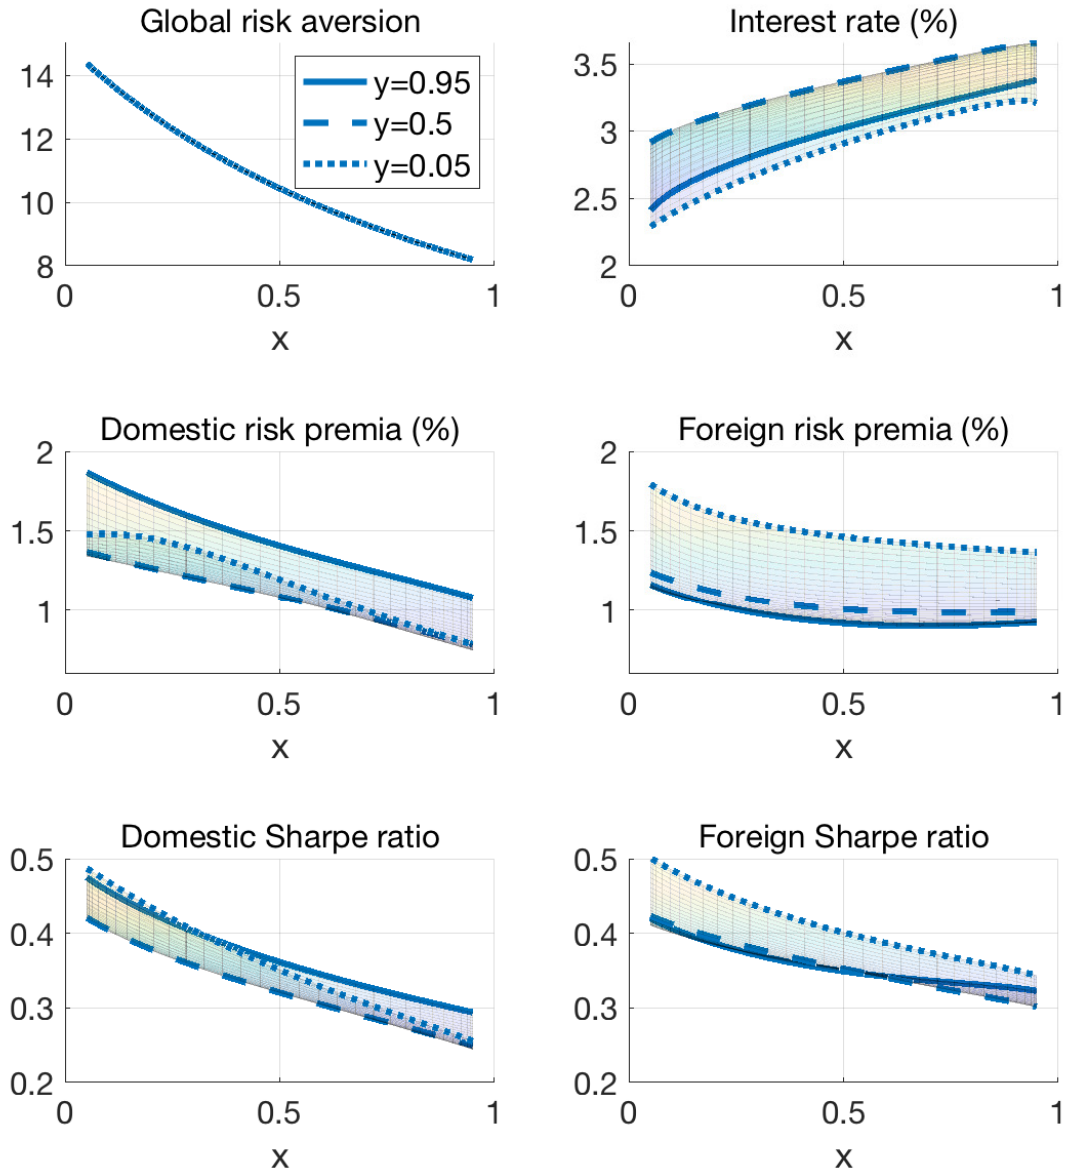 Global risk aversion
14
12
10
8
0
0.5
1
x
y=0.95
y=0.5
y=0.05
Interest rate (%)
3.5
3
2.5
2
0
0.5
1
x
Domestic risk premia (%)
2
1.5
1
0
0.5
1
x
Foreign risk premia (%)
2
1.5
1
0
0.5
1
x
Domestic Sharpe ratio
0.5
0.4
0.3
0.2
0
0.5
1
x
Foreign Sharpe ratio
0.5
0.4
0.3
0.2
0
0.5
1
x